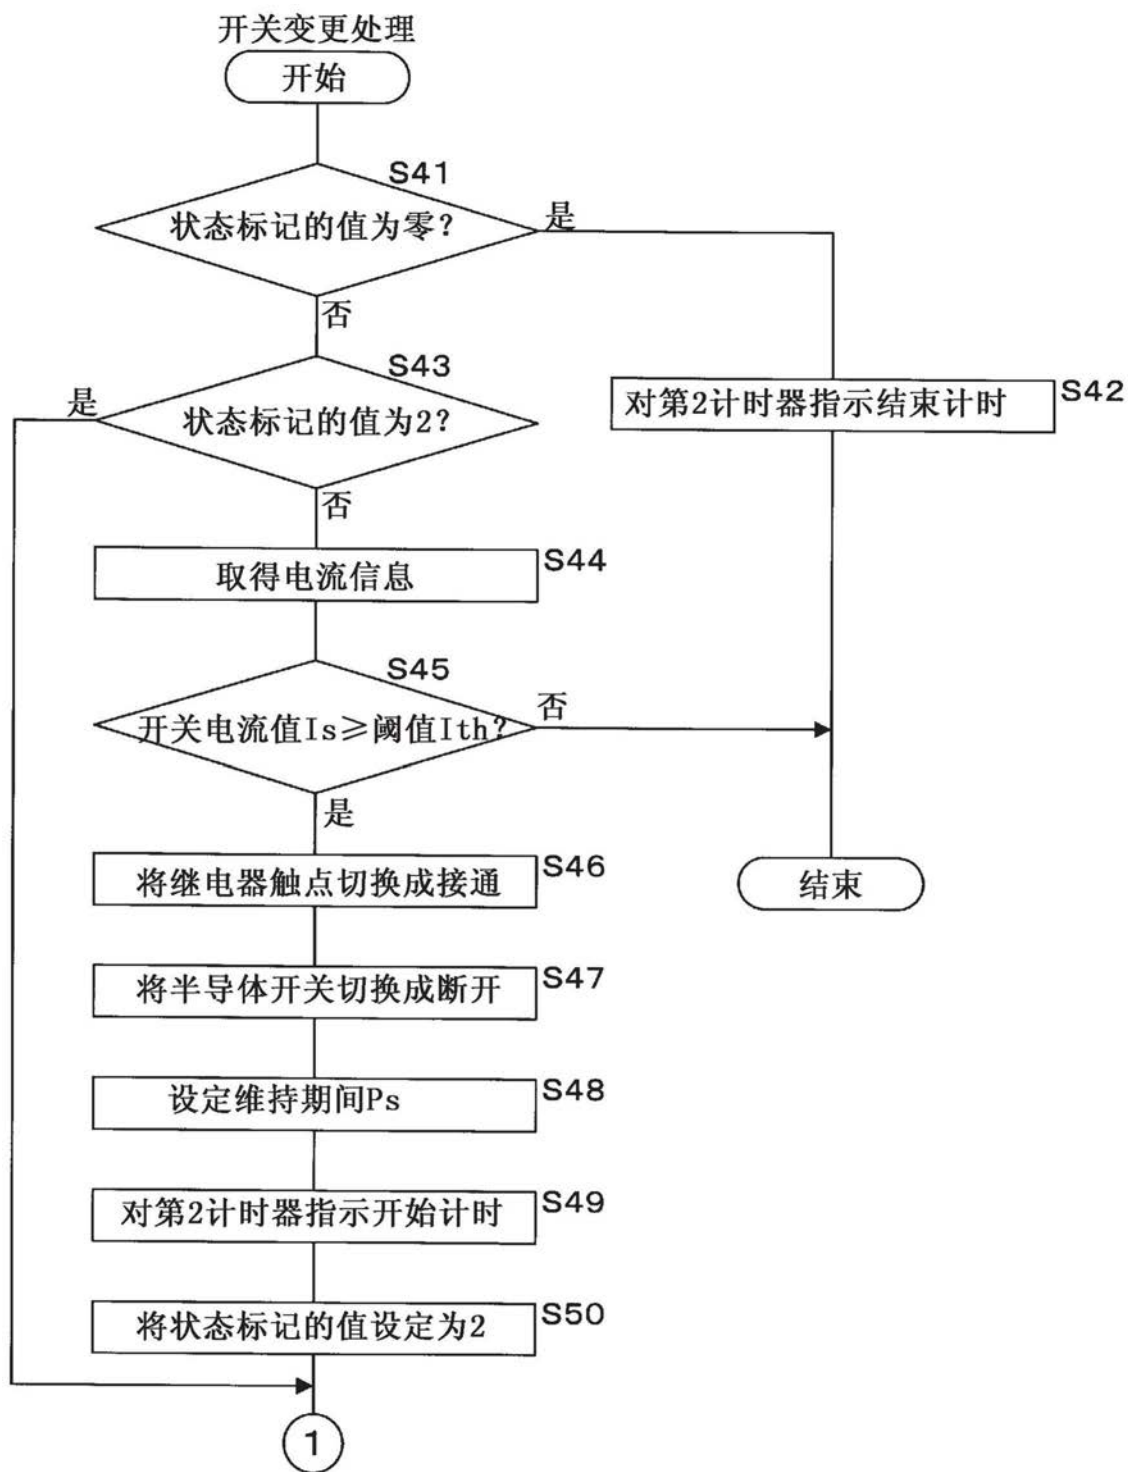 开关变更处理
开始
S41
状态标记的值为零?
是
否
S43
是
状态标记的值为2?
对第2计时器指示结束计时
S42
否
取得电流信息
S44
S45
否
开关电流值Is≥阈值Ith?
是
将继电器触点切换成接通
S46
结束
将半导体开关切换成断开
S47
设定维持期间Ps
S48
对第2计时器指示开始计时
S49
将状态标记的值设定为2
S50
1